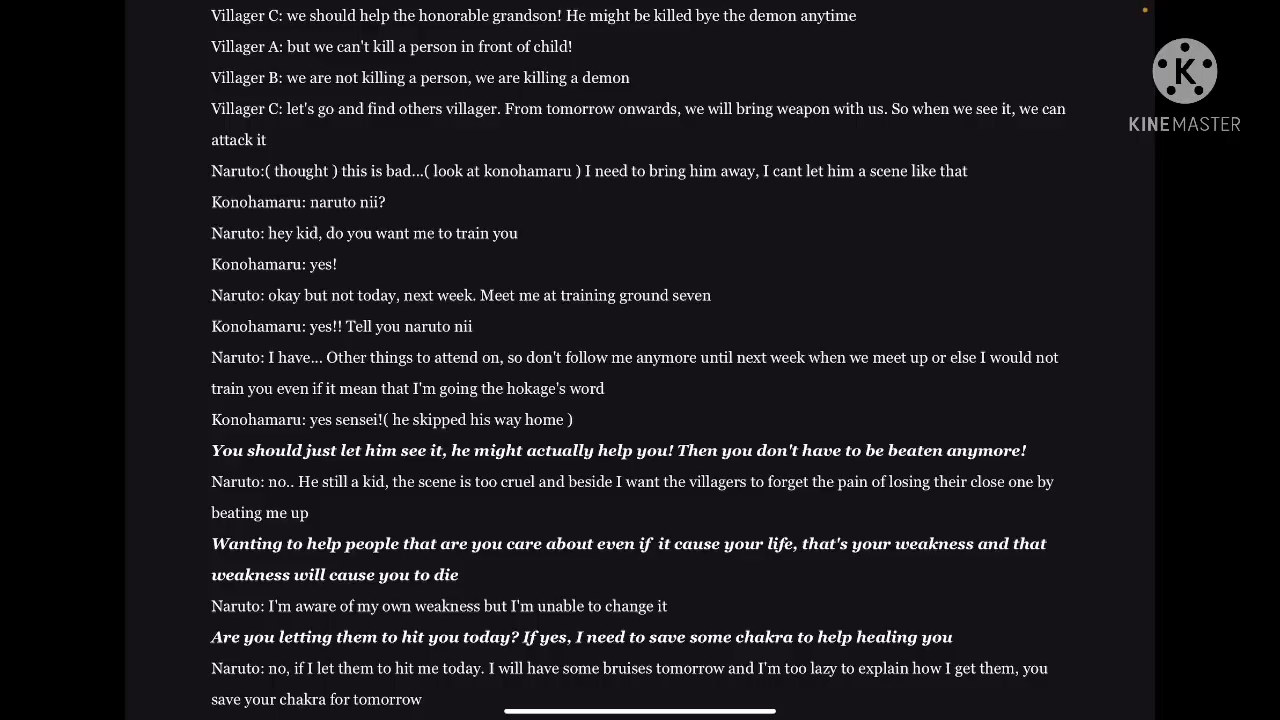 Villager C: we should help the honorable grandson! He might be killed bye the demon anytime
Villager A: but we can't kill a person in front of child!
Villager B: we are not killing a person, we are killing a demon
Villager C: let's go and find others villager. From tomorrow onwards, we will bring weapon with us. So when we see it, we can
attack it
Naruto:( thought ) this is bad...( look at konohamaru ) I need to bring him away, I cant let him a scene like that
Konohamaru: naruto nii?
Naruto: hey kid, do you want me to train you
Konohamaru: yes!
Naruto: okay but not today, next week. Meet me at training ground seven
Konohamaru: yes!! Tell you naruto nii
Naruto: I have... Other things to attend on, so don't follow me anymore until next week when we meet up or else I would not
train you even if it mean that I'm going the hokage's word
Konohamaru: yes sensei!( he skipped his way home )
You should just let him see it, he might actually help you! Then you don't have to be beaten anymore!
Naruto: no.. He still a kid, the scene is too cruel and beside I want the villagers to forget the pain of losing their close one by
beating me up
Wanting to help people that are you care about even if it cause your life, that's your weakness and that
weakness will cause you to die
Naruto: I'm aware of my own weakness but I'm unable to change it
Are you letting them to hit you today? If yes, I need to save some chakra to help healing you
Naruto: no, if I let them to hit me today. I will have some bruises tomorrow and I'm too lazy to explain how I get them, you
save your chakra for tomorrow
K
KINEMASTER